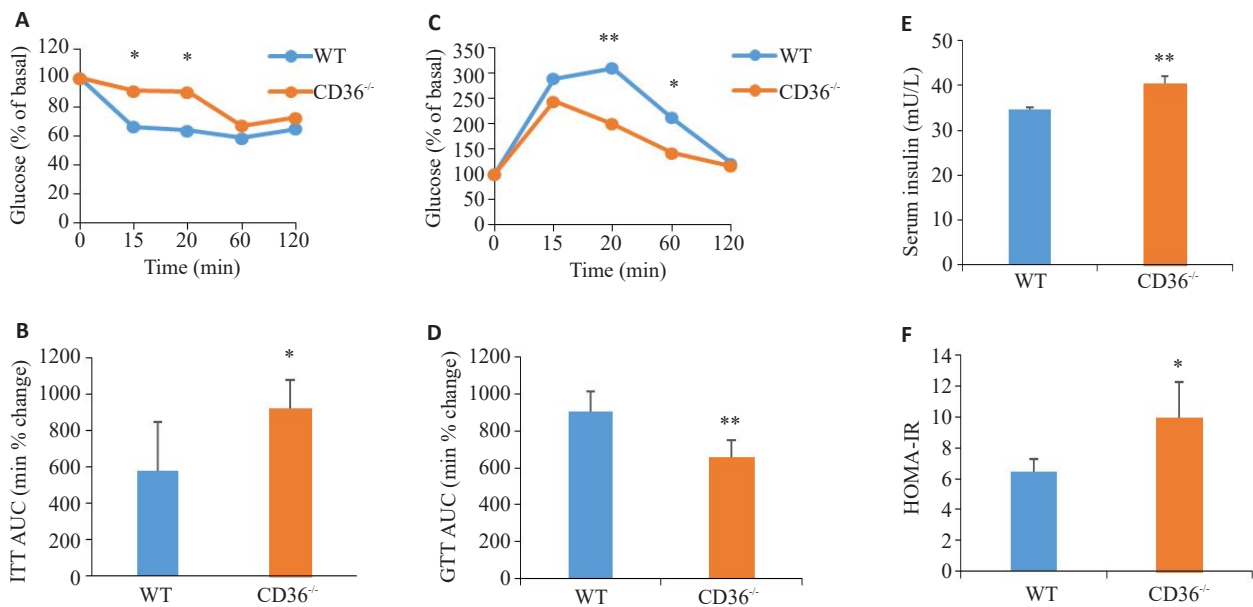 A
Glucose (% of basal)
120
100
80
60
40
20
0
* *
WT
CD36-/-
0 15 20 60 120
Time (min)
C
Glucose (% of basal)
350
300
250
200
150
100
50
0
** *
WT
CD36-/-
0 15 20 60 120
Time (min)
E
Serum insulin (mU/L)
50
40
30
20
10
0
**
WT CD36-/-
B
ITT AUC (min % change)
1200
1000
800
600
400
200
0
*
WT CD36-/-
D
GTT AUC (min % change)
1200
1000
800
600
400
200
0
**
WT CD36-/-
F
HOMA-IR
14
12
10
8
6
4
2
0
*
WT CD36-/-